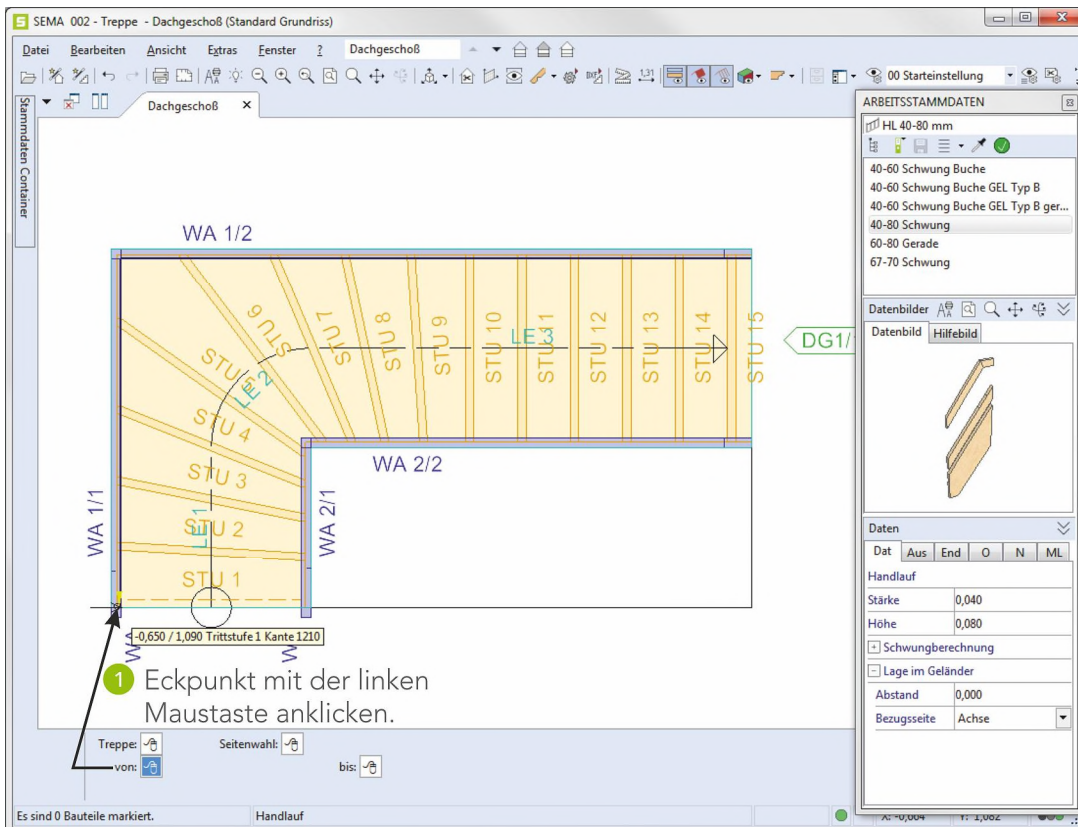 SEMA 002 - Treppe - Dachgeschoß (Standard Grundriss)
Datei Bearbeiten Ansicht Extras Fenster ? Dachgeschoß
1,31 00 Starteinstellung
Stammdaten Container
Dachgeschoß X
ARBEITSSTAMMDATEN
HL 40-80 mm
40-60 Schwung Buche
40-60 Schwung Buche GEL Typ B
40-60 Schwung Buche GEL Typ B ger...
40-80 Schwung
60-80 Gerade
67-70 Schwung
Datenbilder
Datenbild Hilfebild
Daten
Dat Aus End O N ML
Handlauf
Stärke 0,040
Höhe 0,080
Schwungberechnung
Lage im Geländer
Abstand 0,000
Bezugsseite Achse
WA 1/2
STU 6
STU 7
STU 8
STU 9
STU 10
STU 11
STU 12
STU 13
STU 14
STU 15
LE 3
DG1/
STU 5
LE 2
STU 4
STU 3
WA 2/2
WA 1/1
LE 1
STU 2
WA 2/1
STU 1
-0,650 / 1,090 Trittstufe 1 Kante 1210
1 Eckpunkt mit der linken
Maustaste anklicken.
Treppe: Seitenwahl:
von: bis:
Es sind 0 Bauteile markiert. Handlauf X: -0,664 Y: 1,082